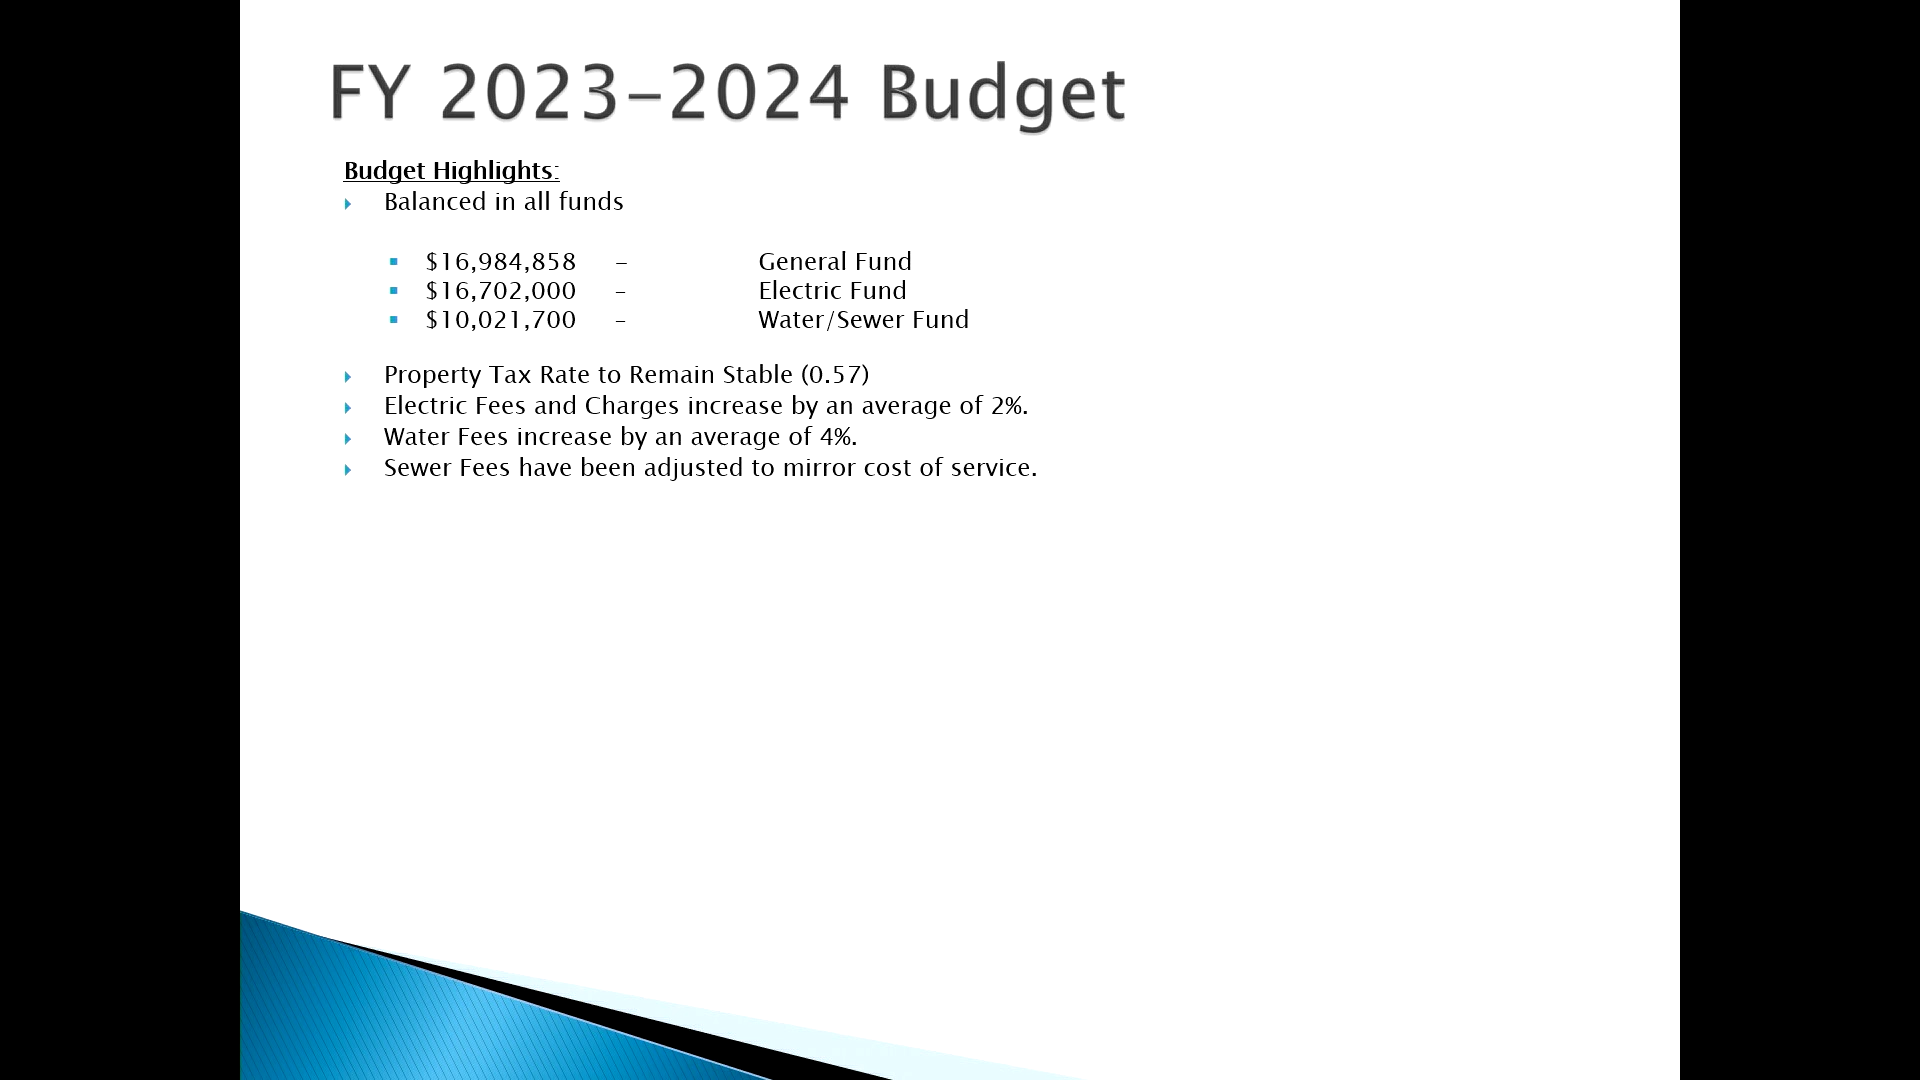 FY 2023-2024 Budget
Budget Highlights:
Balanced in all funds
$16,984,858 – General Fund
$16,702,000 – Electric Fund
$10,021,700 – Water/Sewer Fund
Property Tax Rate to Remain Stable (0.57)
Electric Fees and Charges increase by an average of 2%.
Water Fees increase by an average of 4%.
Sewer Fees have been adjusted to mirror cost of service.